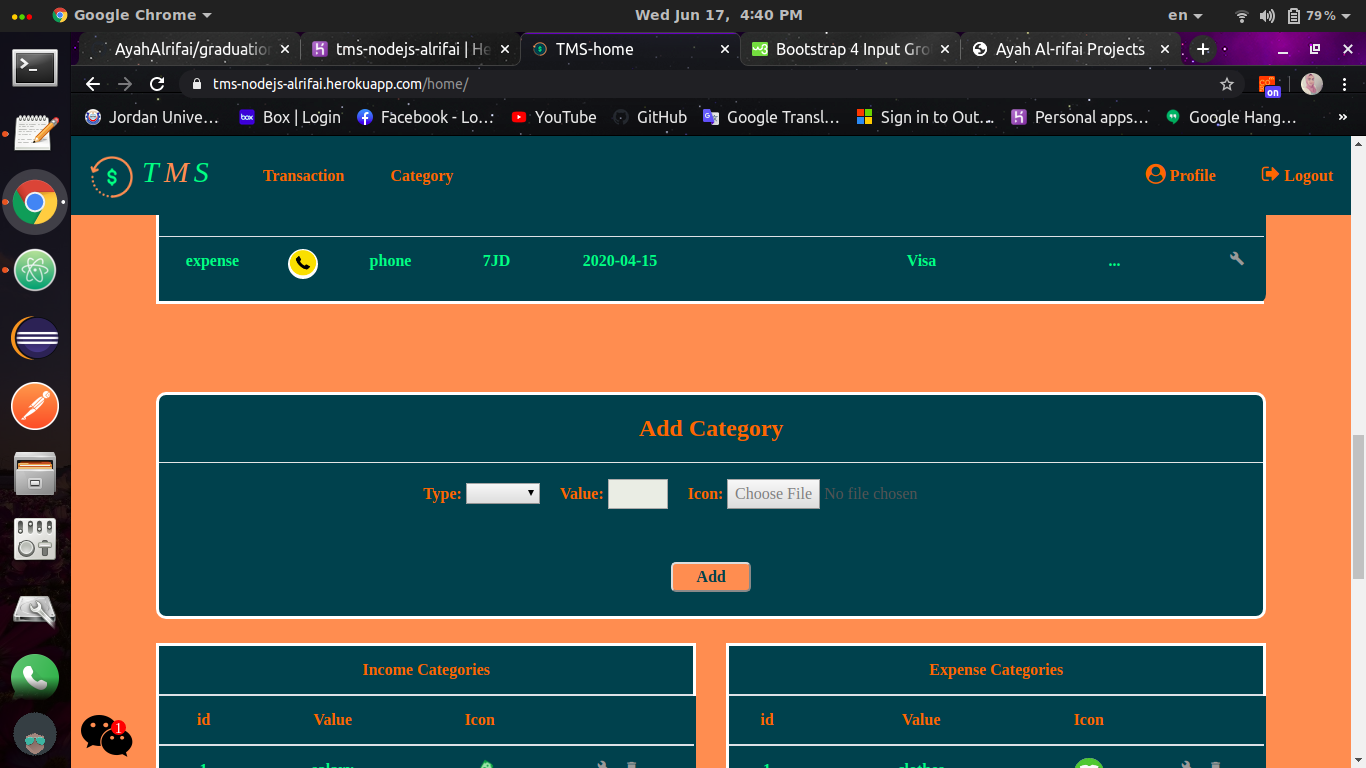 Google Chrome
Wed Jun 17, 4:40 PM
en
79%
AyahAlrifai/graduation
tms-nodejs-alrifai | He
TMS-home
Bootstrap 4 Input Gro
Ayah Al-rifai Projects
tms-nodejs-alrifai.herokuapp.com/home/
on
Jordan Unive...
Box | Login
Facebook - Lo...
YouTube
GitHub
Google Transl...
Sign in to Out...
Personal apps...
Google Hang...
»
TMS
Transaction
Category
Profile
Logout
expense phone 7JD 2020-04-15 Visa ...
Add Category
Type: Value: Icon: Choose File No file chosen
Add
Income Categories
Expense Categories
id Value Icon
id Value Icon
1
1 salary
1 clothes